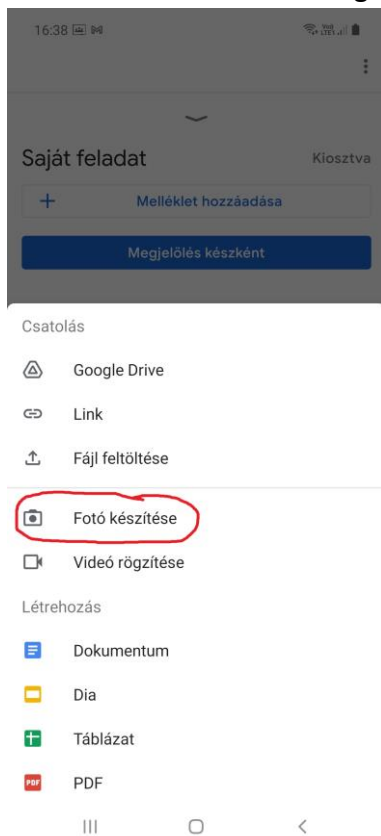 16:38
Saját feladat Kiosztva
+ Melléklet hozzáadása
Megjelölés készként
Csatolás
Google Drive
Link
Fájl feltöltése
Fotó készítése
Videó rögzítése
Létrehozás
Dokumentum
Dia
Táblázat
PDF PDF